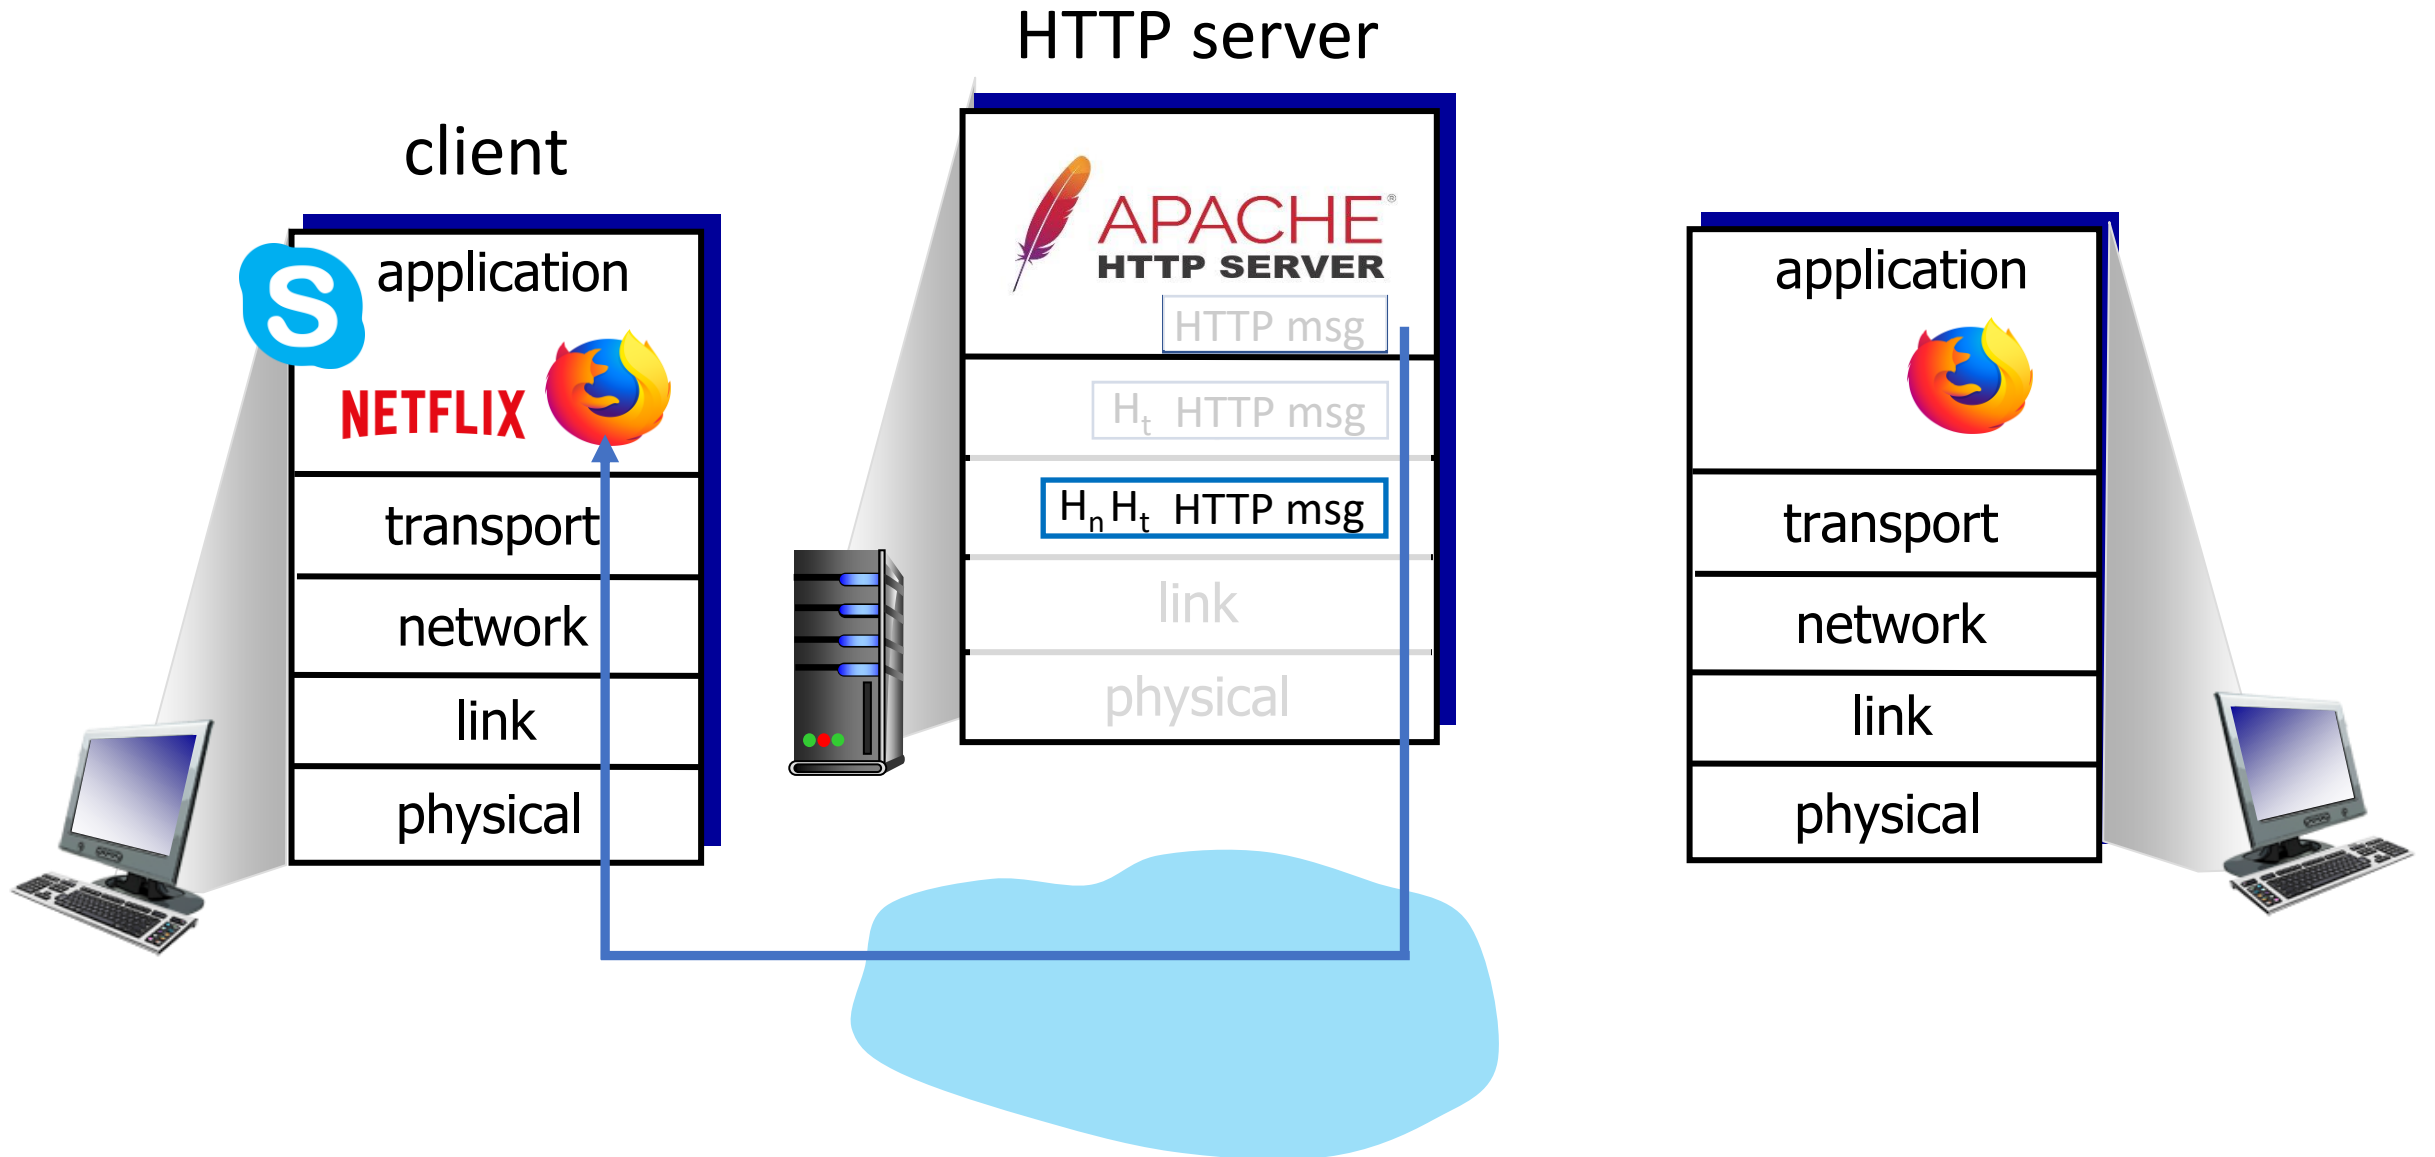 HTTP server
client
application
S
NETFLIX
transport
network
link
physical
APACHE®
HTTP SERVER
HTTP msg
Ht HTTP msg
HnHt HTTP msg
link
physical
application
transport
network
link
physical